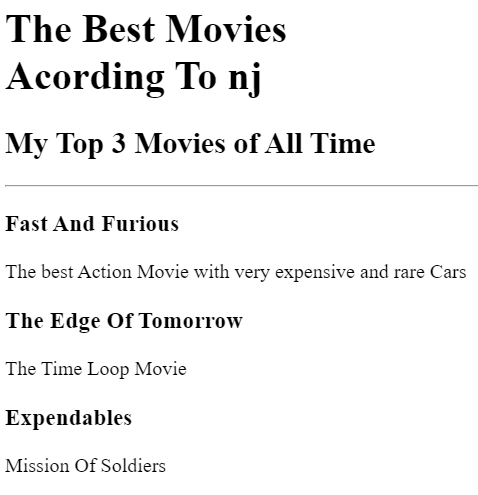 The Best Movies
Acording To nj
My Top 3 Movies of All Time
Fast And Furious
The best Action Movie with very expensive and rare Cars
The Edge Of Tomorrow
The Time Loop Movie
Expendables
Mission Of Soldiers